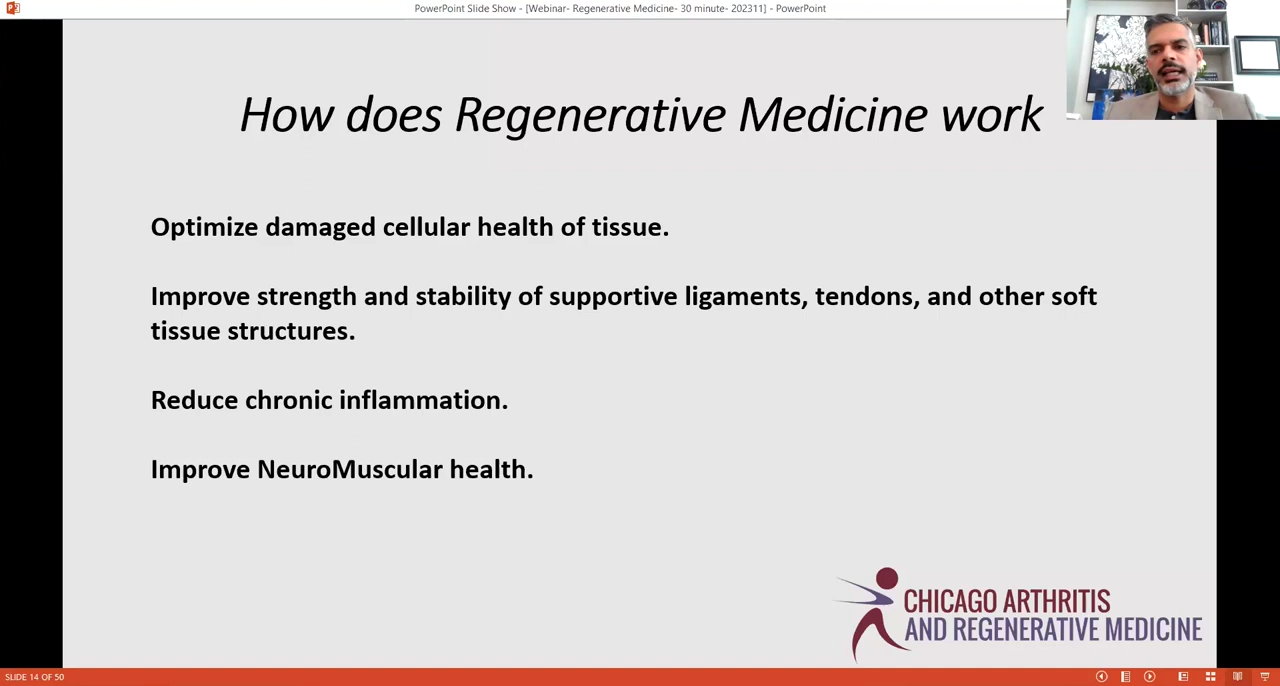 PowerPoint Slide Show - [Webinar- Regenerative Medicine- 30 minute- 202311] - PowerPoint
How does Regenerative Medicine work
Optimize damaged cellular health of tissue.
Improve strength and stability of supportive ligaments, tendons, and other soft
tissue structures.
Reduce chronic inflammation.
Improve NeuroMuscular health.
CHICAGO ARTHRITIS
AND REGENERATIVE MEDICINE
SLIDE 14 OF 50